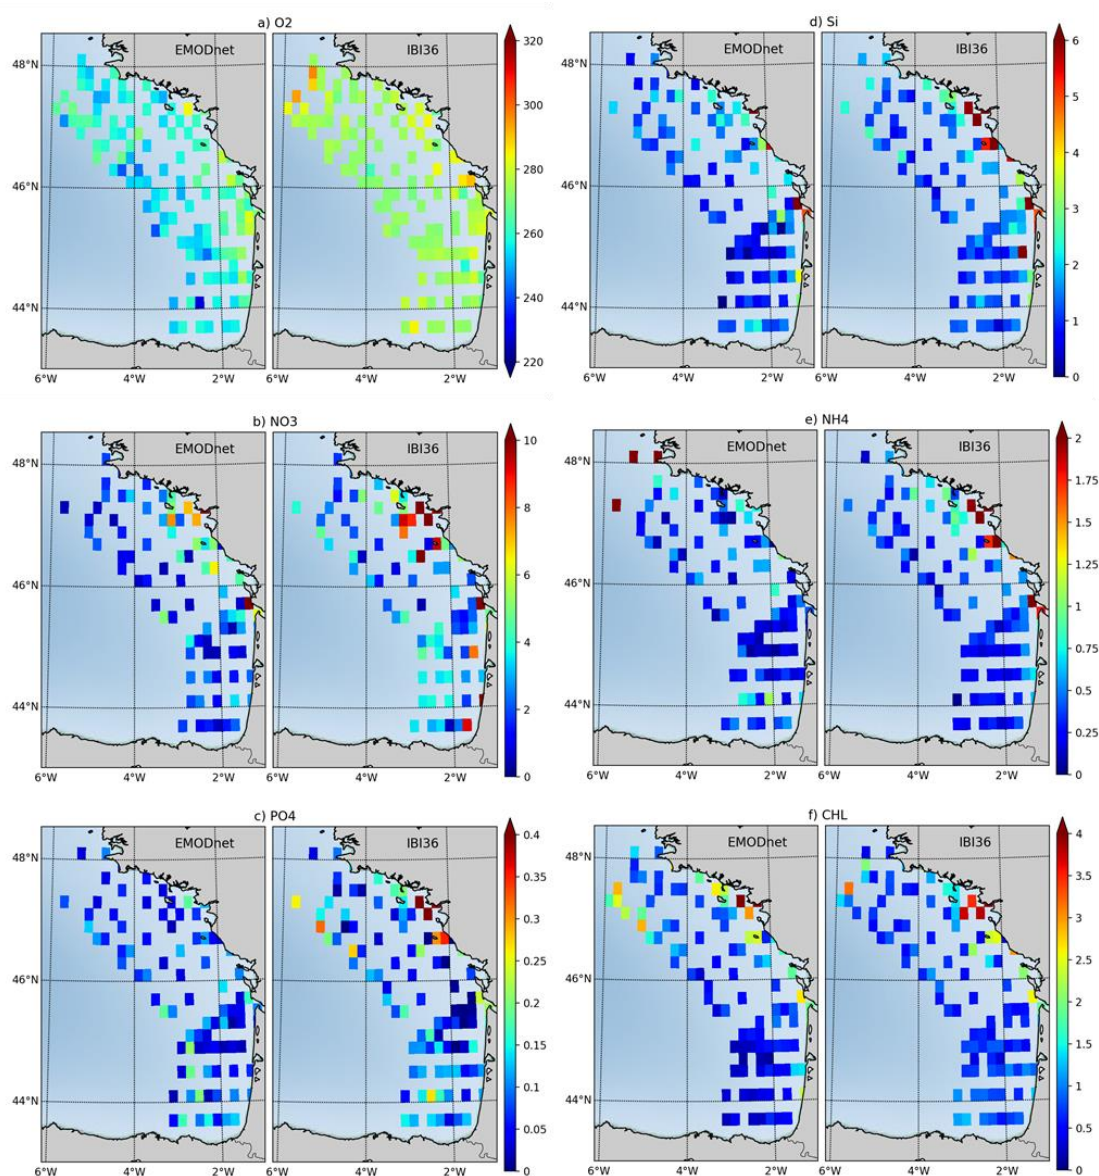 a) O2
EMODnet
IBI36
48°N
46°N
44°N
6°W
4°W
2°W
6°W
4°W
2°W
320
300
280
260
240
220
d) Si
EMODnet
IBI36
48°N
46°N
44°N
6°W
4°W
2°W
6°W
4°W
2°W
6
5
4
3
2
1
0
b) NO3
EMODnet
IBI36
48°N
46°N
44°N
6°W
4°W
2°W
6°W
4°W
2°W
10
8
6
4
2
0
e) NH4
EMODnet
IBI36
48°N
46°N
44°N
6°W
4°W
2°W
6°W
4°W
2°W
2
1.75
1.5
1.25
1
0.75
0.5
0.25
0
c) PO4
EMODnet
IBI36
48°N
46°N
44°N
6°W
4°W
2°W
6°W
4°W
2°W
0.4
0.35
0.3
0.25
0.2
0.15
0.1
0.05
0
f) CHL
EMODnet
IBI36
48°N
46°N
44°N
6°W
4°W
2°W
6°W
4°W
2°W
4
3.5
3
2.5
2
1.5
1
0.5
0